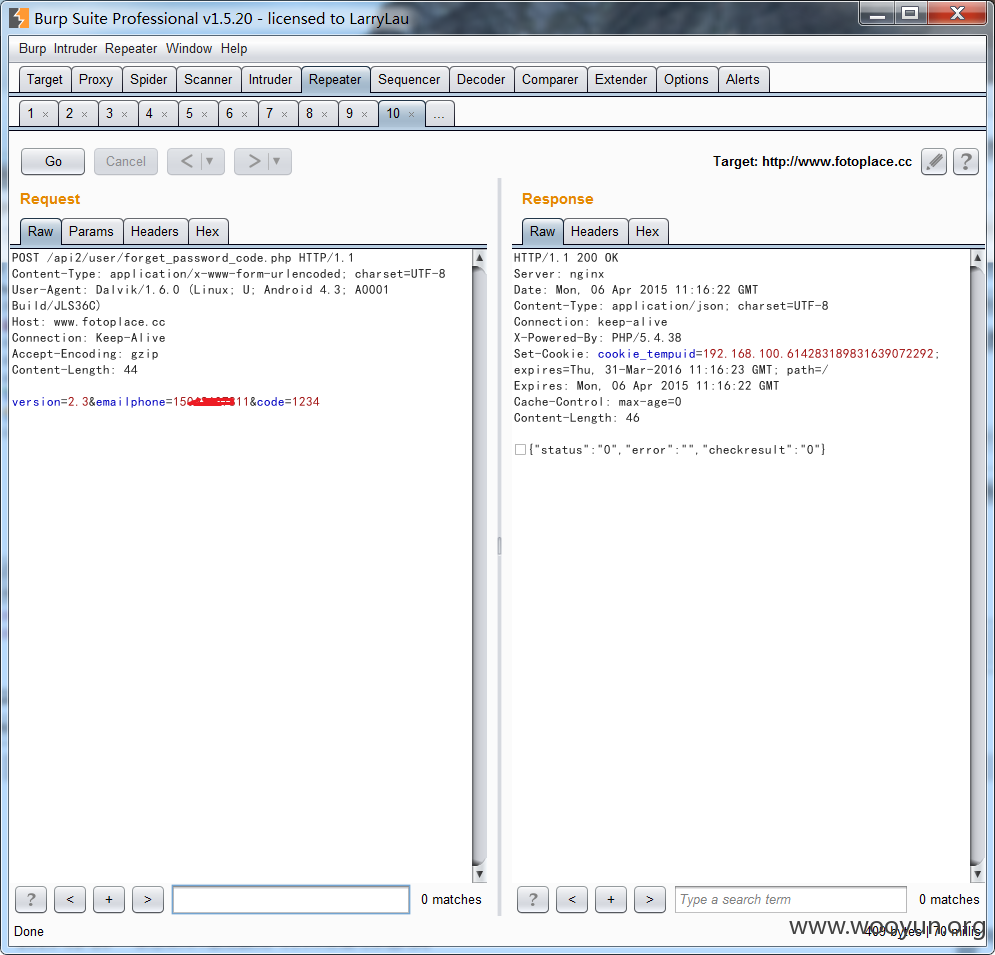 Burp Suite Professional v1.5.20 - licensed to LarryLau
Burp Intruder Repeater Window Help
Target Proxy Spider Scanner Intruder Repeater Sequencer Decoder Comparer Extender Options Alerts
1 × 2 × 3 × 4 × 5 × 6 × 7 × 8 × 9 × 10 × ...
Go Cancel < ▼ > ▼ Target: http://www.fotoplace.cc ?
Request
Raw Params Headers Hex
POST /api2/user/forget_password_code.php HTTP/1.1
Content-Type: application/x-www-form-urlencoded; charset=UTF-8
User-Agent: Dalvik/1.6.0 (Linux; U; Android 4.3; A0001
Build/JLS36C)
Host: www.fotoplace.cc
Connection: Keep-Alive
Accept-Encoding: gzip
Content-Length: 44
version=2.3&emailphone=150 11&code=1234
? < + > 0 matches
Response
Raw Headers Hex
HTTP/1.1 200 OK
Server: nginx
Date: Mon, 06 Apr 2015 11:16:22 GMT
Content-Type: application/json; charset=UTF-8
Connection: keep-alive
X-Powered-By: PHP/5.4.38
Set-Cookie: cookie_tempuid=192.168.100.614283189831639072292;
expires=Thu, 31-Mar-2016 11:16:23 GMT; path=/
Expires: Mon, 06 Apr 2015 11:16:22 GMT
Cache-Control: max-age=0
Content-Length: 46
{"status":"0","error":"","checkresult":"0"}
? < + > Type a search term 0 matches
Done
409 bytes | 70 millis
www.wooyun.org